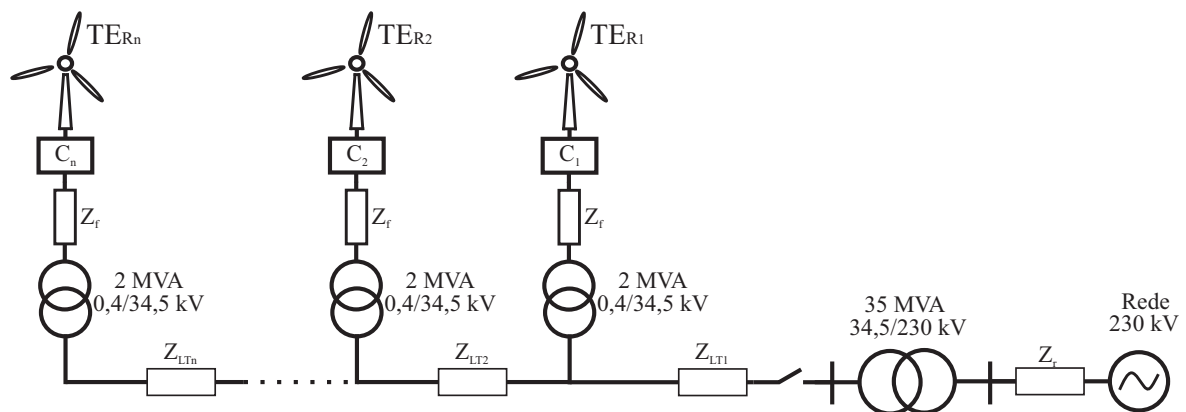 TE_Rn
TE_R2
TE_R1
C_n
C_2
C_1
Z_f
Z_f
Z_f
2 MVA
0,4/34,5 kV
2 MVA
0,4/34,5 kV
2 MVA
0,4/34,5 kV
35 MVA
34,5/230 kV
Rede
230 kV
Z_LTn
Z_LT2
Z_LT1
Z_r